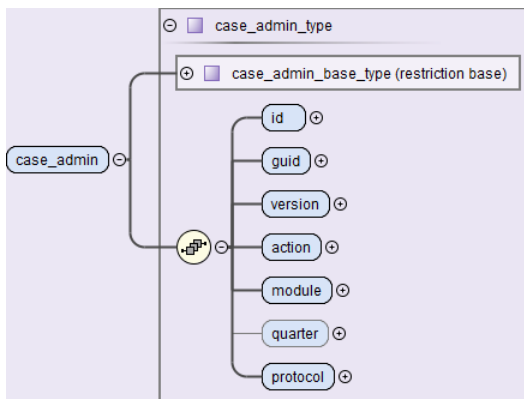 case_admin_type
case_admin_base_type (restriction base)
id
guid
case_admin
version
action
module
quarter
protocol